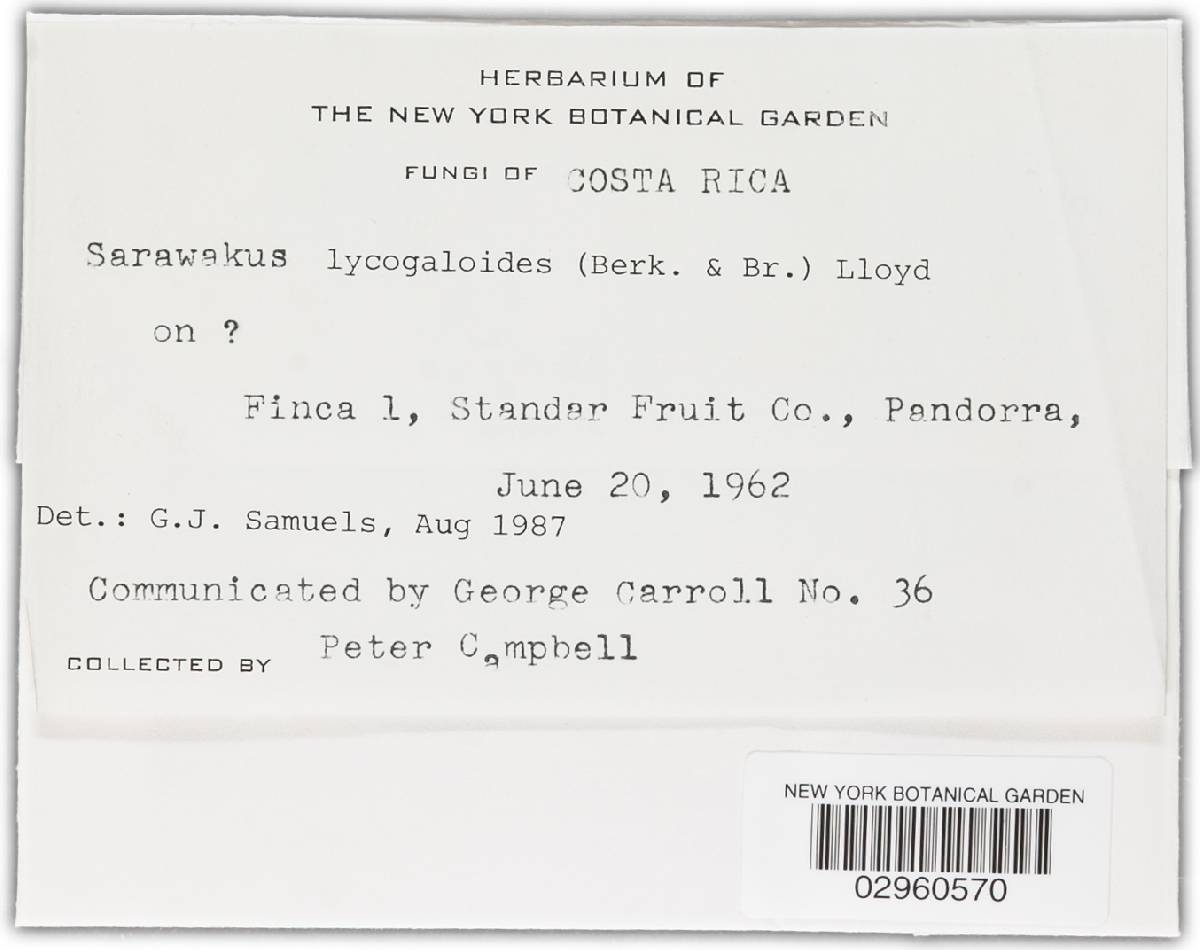 HERBARIUM OF
THE NEW YORK BOTANICAL GARDEN
FUNGI OF COSTA RICA
Sarawakus lycogaloides (Berk. & Br.) Lloyd
on ?
Finca 1, Standar Fruit Co., Pandorra,
June 20, 1962
Det.: G.J. Samuels, Aug 1987
Communicated by George Carroll No. 36
COLLECTED BY Peter Campbell
NEW YORK BOTANICAL GARDEN
02960570